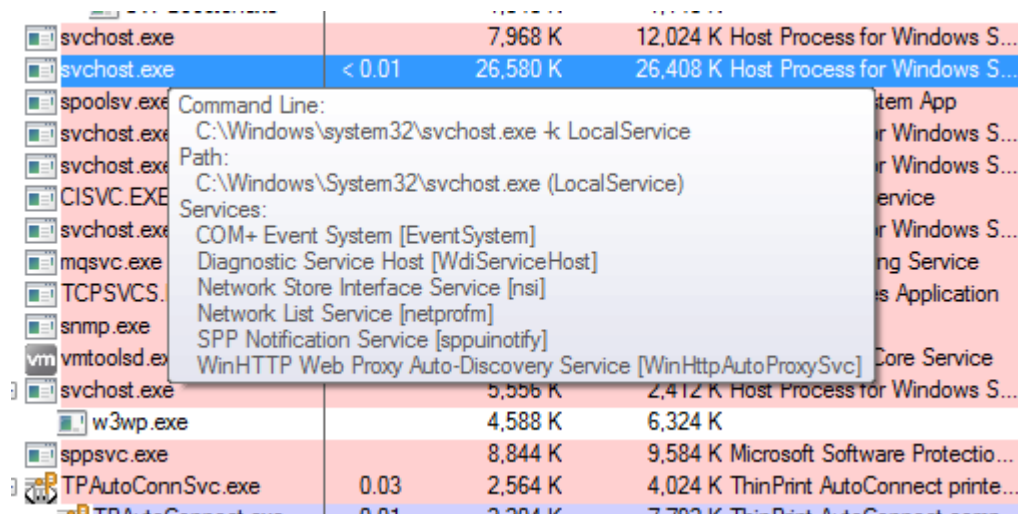 svchost.exe 7,968 K 12,024 K Host Process for Windows S...
svchost.exe < 0.01 26,580 K 26,408 K Host Process for Windows S...
spoolsv.exe tem App
Command Line:
C:\Windows\system32\svchost.exe -k LocalService
svchost.exe r Windows S...
Path:
svchost.exe r Windows S...
C:\Windows\System32\svchost.exe (LocalService)
CISVC.EXE ervice
Services:
svchost.exe r Windows S...
COM+ Event System [EventSystem]
mqsvc.exe ng Service
Diagnostic Service Host [WdiServiceHost]
TCPSVCS. s Application
Network Store Interface Service [nsi]
snmp.exe
Network List Service [netprofm]
SPP Notification Service [sppuinotify]
vm vmtoolsd.ex Core Service
WinHTTP Web Proxy Auto-Discovery Service [WinHttpAutoProxySvc]
svchost.exe 5,556 K 2,412 K Host Process for Windows S...
w3wp.exe 4,588 K 6,324 K
sppsvc.exe 8,844 K 9,584 K Microsoft Software Protectio...
TPAutoConnSvc.exe 0.03 2,564 K 4,024 K ThinPrint AutoConnect printe...